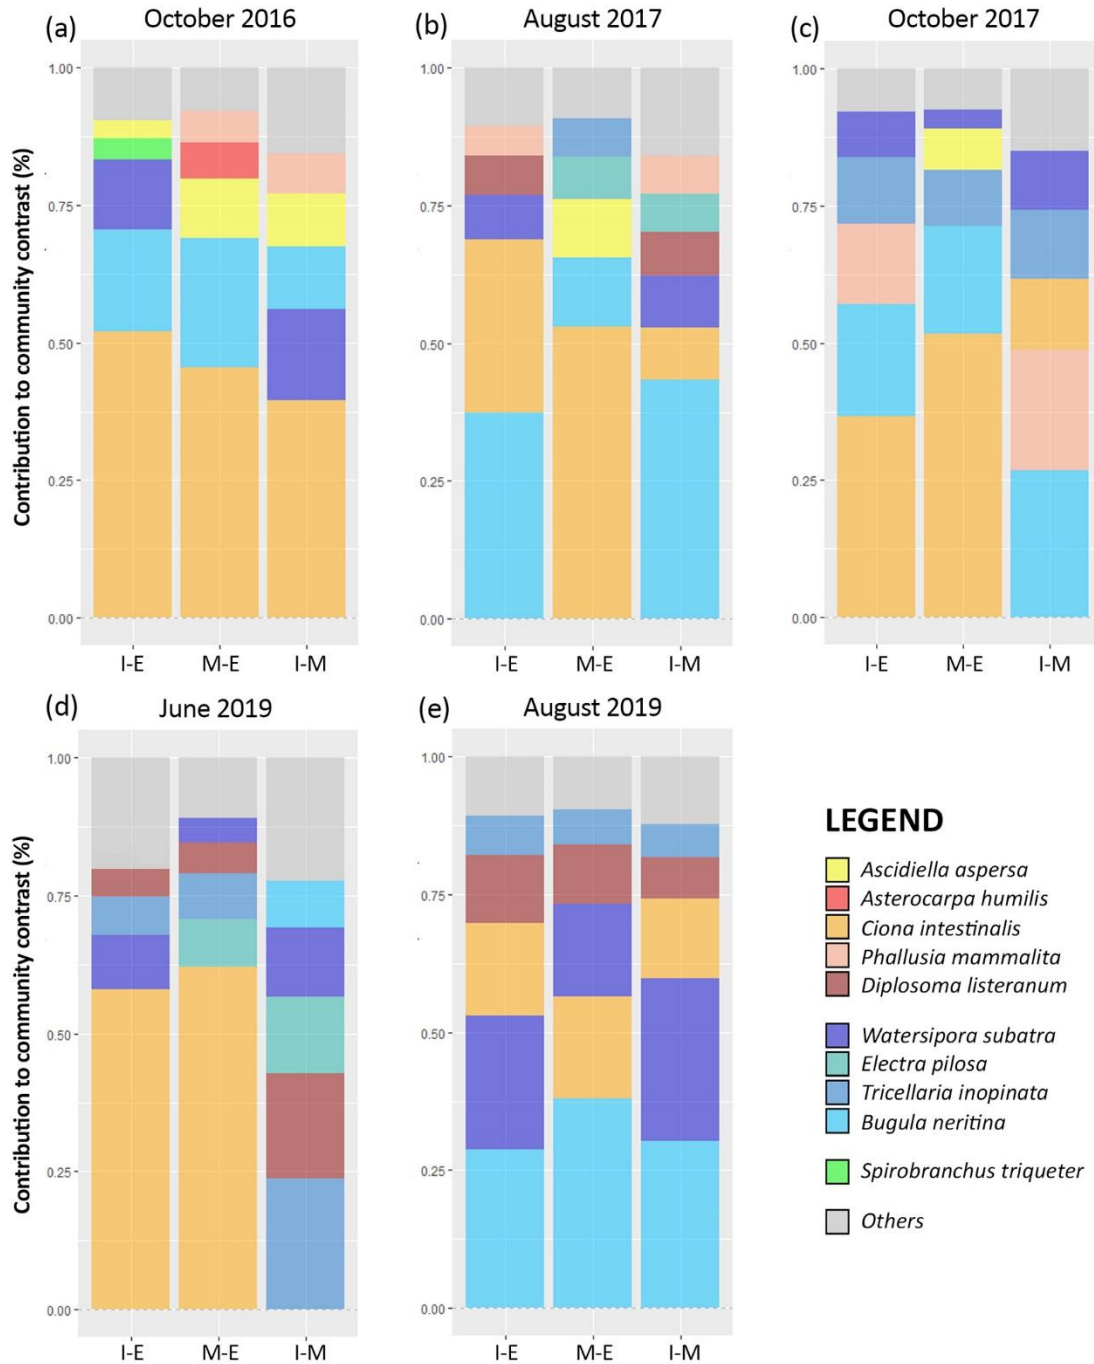 (a) October 2016
(b) August 2017
(c) October 2017
Contribution to community contrast (%)
1.00
0.75
0.50
0.25
0.00
I-E M-E I-M
1.00
0.75
0.50
0.25
0.00
I-E M-E I-M
1.00
0.75
0.50
0.25
0.00
I-E M-E I-M
(d) June 2019
(e) August 2019
Contribution to community contrast (%)
1.00
0.75
0.50
0.25
0.00
I-E M-E I-M
1.00
0.75
0.50
0.25
0.00
I-E M-E I-M
LEGEND
Ascidiella aspersa
Asterocarpa humilis
Ciona intestinalis
Phallusia mammalita
Diplosoma listeranum
Watersipora subatra
Electra pilosa
Tricellaria inopinata
Bugula neritina
Spirobranchus triqueter
Others